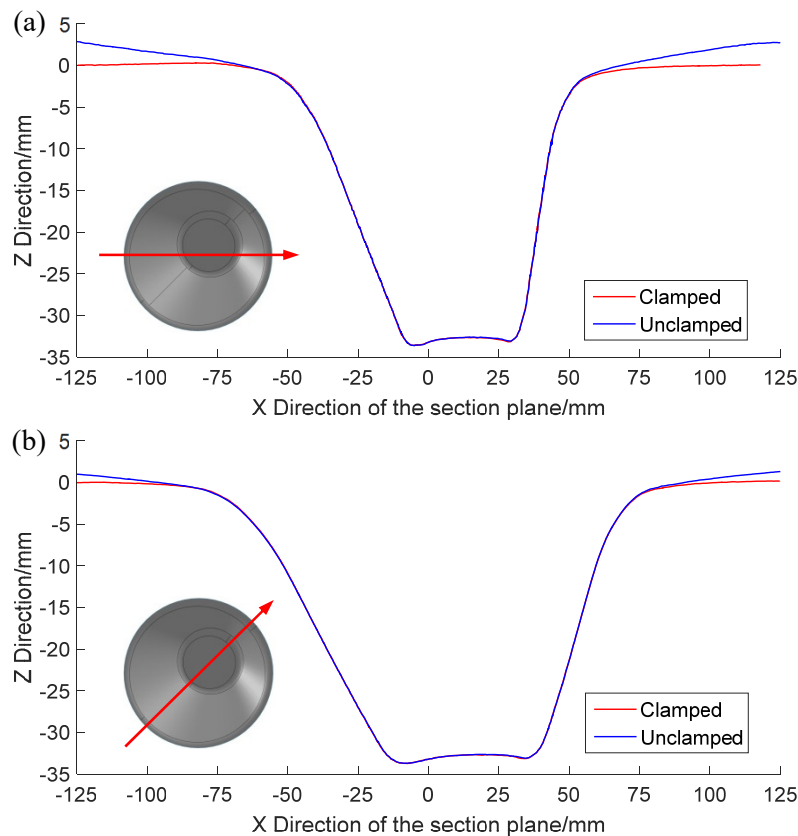 (a)
5
0
-5
-10
-15
-20
-25
-30
-35
Z Direction/mm
Clamped
Unclamped
-125 -100 -75 -50 -25 0 25 50 75 100 125
X Direction of the section plane/mm
(b)
5
0
-5
-10
-15
-20
-25
-30
-35
Z Direction/mm
Clamped
Unclamped
-125 -100 -75 -50 -25 0 25 50 75 100 125
X Direction of the section plane/mm